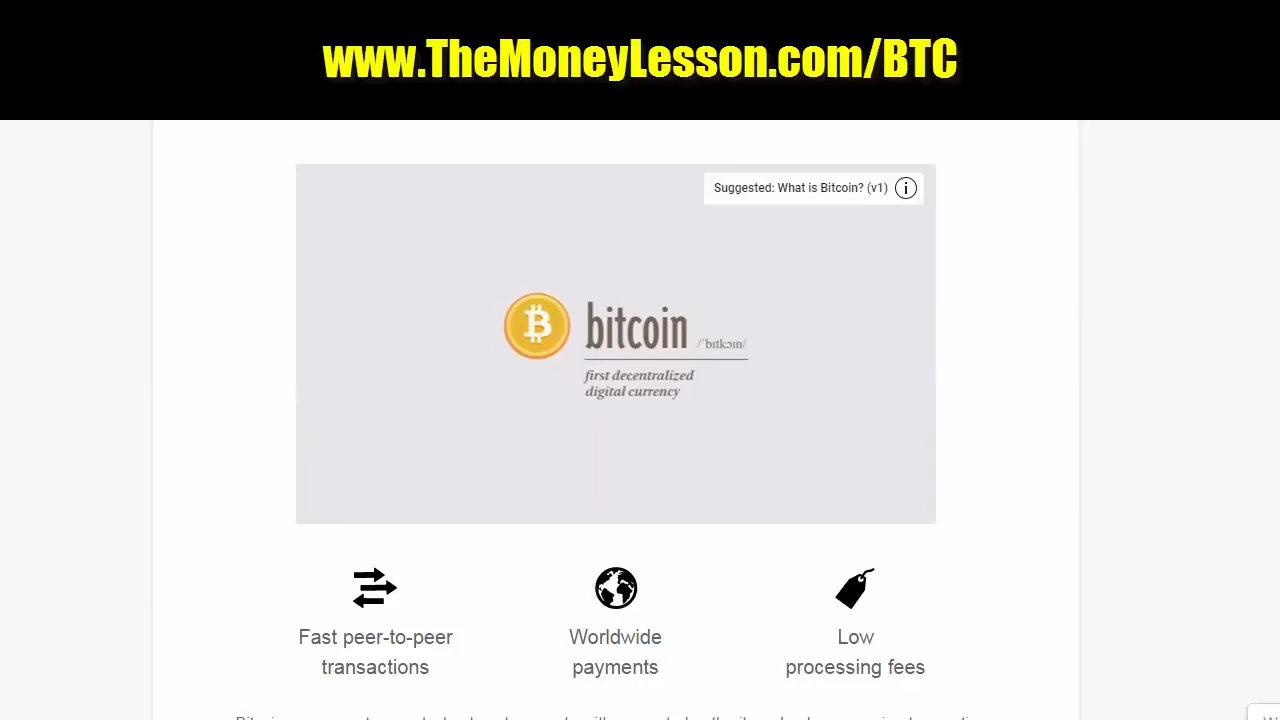 www.TheMoneyLesson.com/BTC
Suggested: What is Bitcoin? (v1)
bitcoin /ˈbɪtkɔɪn/
first decentralized
digital currency
Fast peer-to-peer
transactions
Worldwide
payments
Low
processing fees